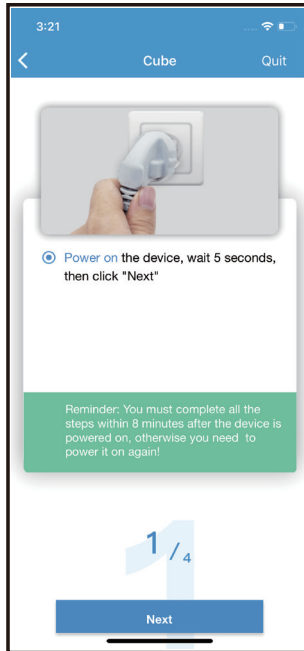 3:21
Cube
Quit
Power on the device, wait 5 seconds,
then click "Next"
Reminder: You must complete all the
steps within 8 minutes after the device is
powered on, otherwise you need to
power it on again!
1 / 4
Next